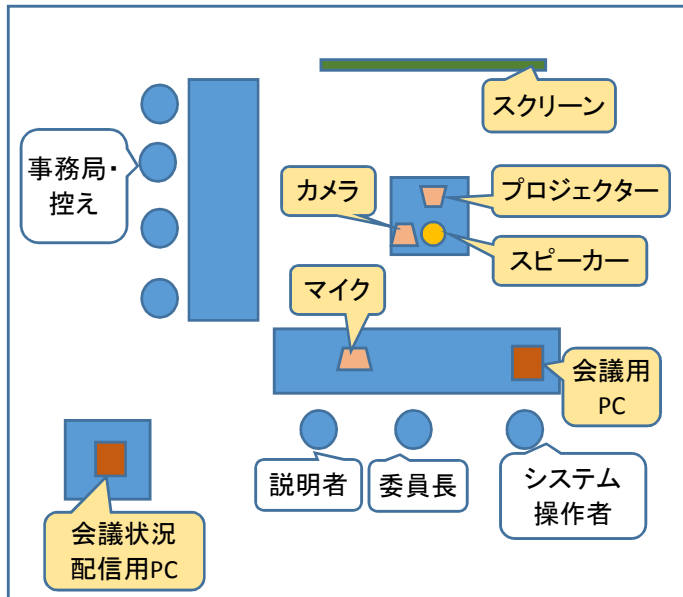 スクリーン
事務局・
控え
カメラ
プロジェクター
スピーカー
マイク
会議用
PC
説明者
委員長
システム
操作者
会議状況
配信用PC